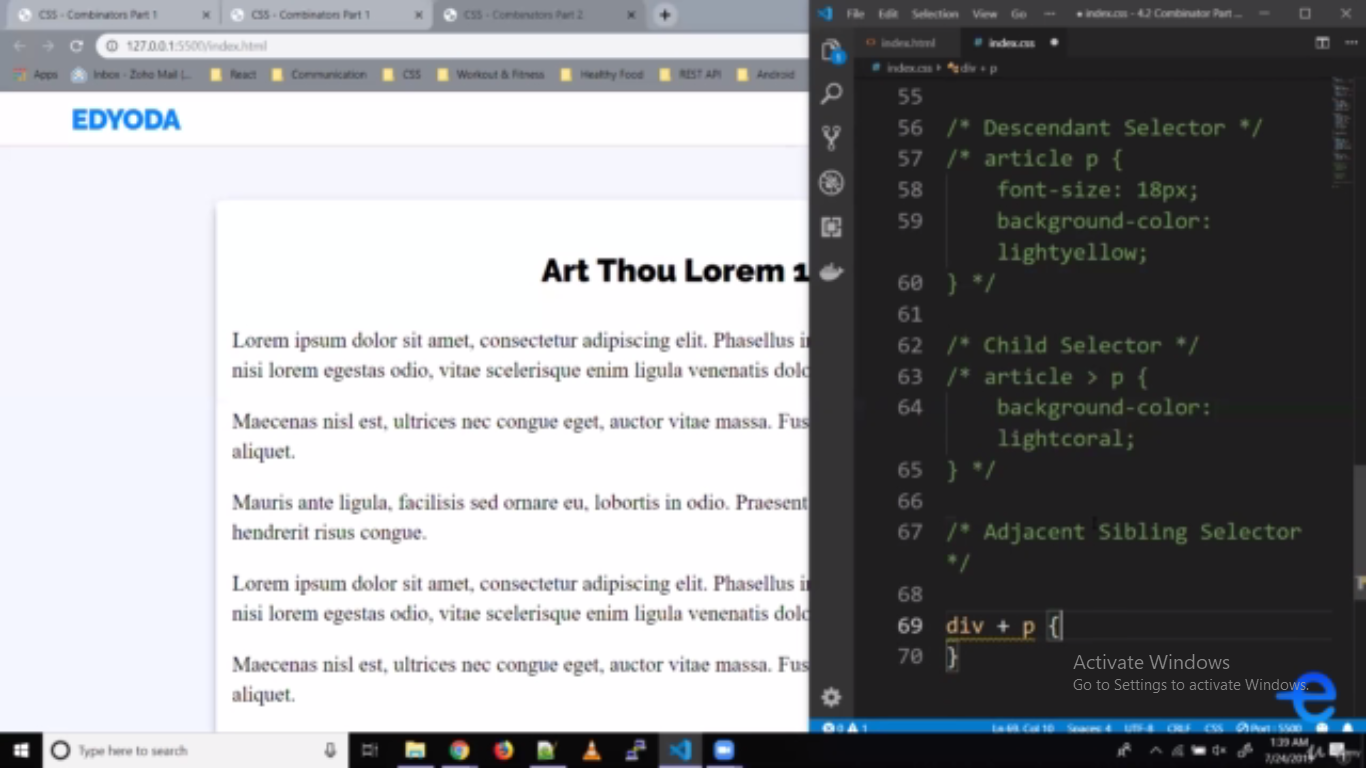 CSS - Combinators Part 1
CSS - Combinators Part 1
CSS - Combinators Part 2
127.0.0.1:5500/index.html
Apps
Inbox - Zoho Mail (...
React
Communication
CSS
Workout & Fitness
Healthy Food
REST API
Android
EDYODA
Art Thou Lorem 1
Lorem ipsum dolor sit amet, consectetur adipiscing elit. Phasellus i
nisi lorem egestas odio, vitae scelerisque enim ligula venenatis dolo
Maecenas nisl est, ultrices nec congue eget, auctor vitae massa. Fus
aliquet.
Mauris ante ligula, facilisis sed ornare eu, lobortis in odio. Praesent
hendrerit risus congue.
Lorem ipsum dolor sit amet, consectetur adipiscing elit. Phasellus i
nisi lorem egestas odio, vitae scelerisque enim ligula venenatis dolo
Maecenas nisl est, ultrices nec congue eget, auctor vitae massa. Fus
aliquet.
File Edit Selection View Go ··· ● index.css - 4.2 Combinator Part ...
index.html
# index.css ●
# index.css › div + p
55
56 /* Descendant Selector */
57 /* article p {
58 font-size: 18px;
59 background-color:
lightyellow;
60 } */
61
62 /* Child Selector */
63 /* article > p {
64 background-color:
lightcoral;
65 } */
66
67 /* Adjacent Sibling Selector
*/
68
69 div + p {
70 }
Activate Windows
Go to Settings to activate Windows.
0 1 Ln 69, Col 10 Spaces: 4 UTF-8 CRLF CSS Port : 5500
Type here to search
1:39 AM